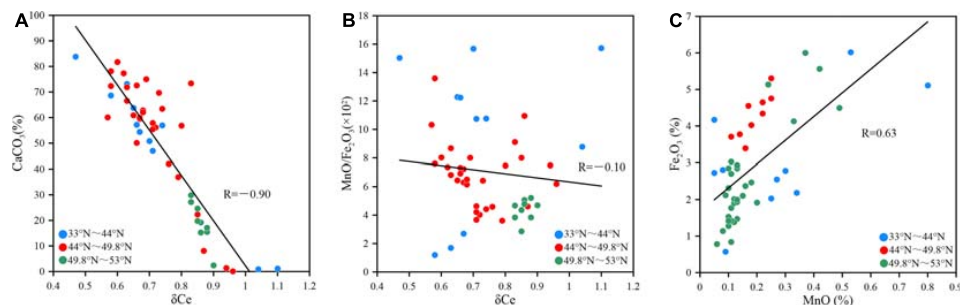 A
100
90
80
70
60
50
40
30
20
10
0
CaCO₃(%)
R=−0.90
33°N～44°N
44°N～49.8°N
49.8°N～53°N
0.4 0.5 0.6 0.7 0.8 0.9 1 1.1 1.2
δCe
B
18
16
14
12
10
8
6
4
2
0
MnO/Fe₂O₃(×10²)
R=−0.10
33°N～44°N
44°N～49.8°N
49.8°N～53°N
0.4 0.5 0.6 0.7 0.8 0.9 1 1.1 1.2
δCe
C
7
6
5
4
3
2
1
0
Fe₂O₃ (%)
R=0.63
33°N～44°N
44°N～49.8°N
49.8°N～53°N
0 0.1 0.2 0.3 0.4 0.5 0.6 0.7 0.8 0.9
MnO (%)